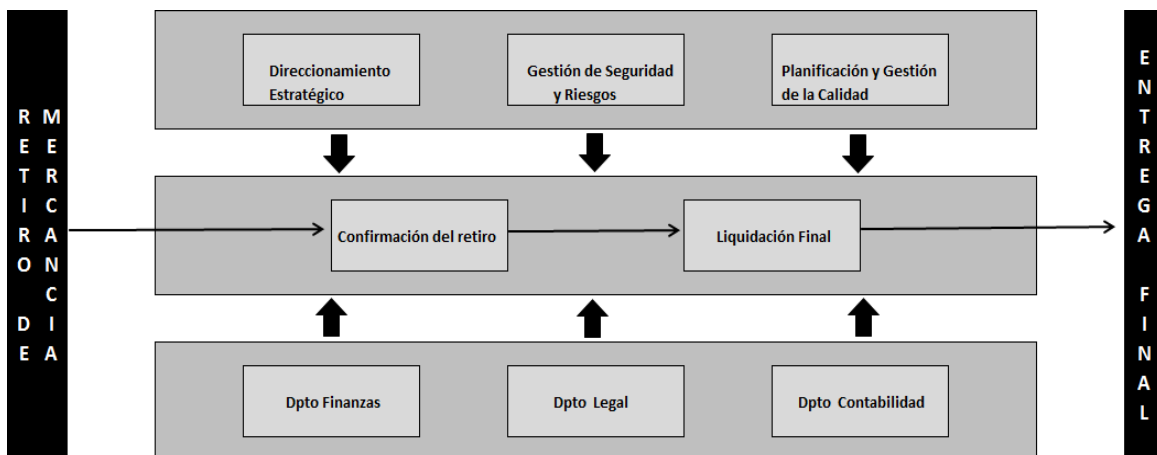 RETIRO DE
MERCANCIA
Direccionamiento
Estratégico
Gestión de Seguridad
y Riesgos
Planificación y Gestión
de la Calidad
Confirmación del retiro
Liquidación Final
Dpto Finanzas
Dpto Legal
Dpto Contabilidad
ENTREGA FINAL